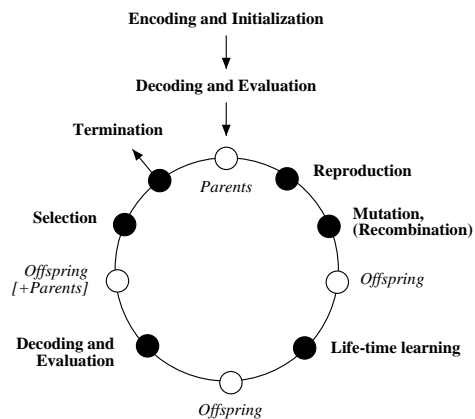 Encoding and Initialization
Decoding and Evaluation
Termination
Parents
Reproduction
Selection
Mutation,
(Recombination)
Offspring
[+Parents]
Offspring
Decoding and
Evaluation
Life-time learning
Offspring